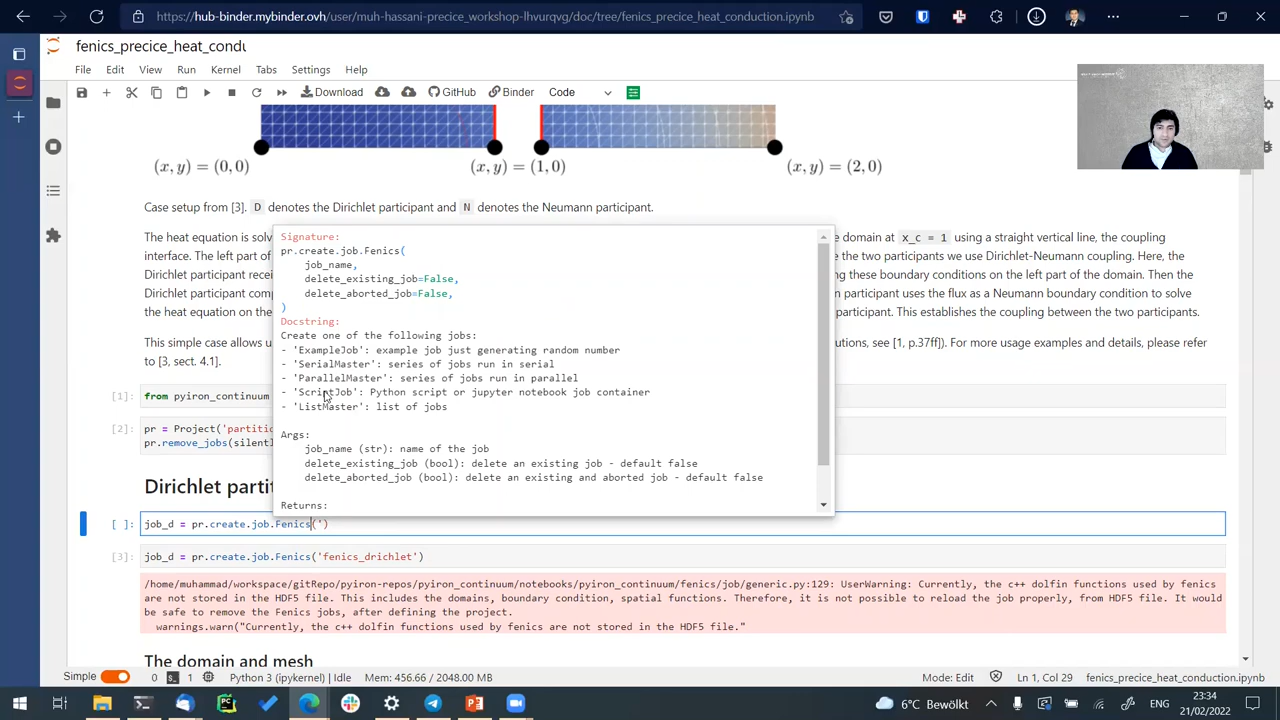 https://hub-binder.mybinder.ovh/user/muh-hassani-precice_workshop-lhvurqvg/doc/tree/fenics_precice_heat_conduction.ipynb
fenics_precice_heat_condu
File Edit View Run Kernel Tabs Settings Help
Download GitHub Binder Code
(x, y) = (0,0) (x, y) = (1, 0) (x, y) = (2, 0)
Case setup from [3]. D denotes the Dirichlet participant and N denotes the Neumann participant.
The heat equation is solv e domain at x_c = 1 using a straight vertical line, the coupling
interface. The left part of the two participants we use Dirichlet-Neumann coupling. Here, the
Dirichlet participant recei ng these boundary conditions on the left part of the domain. Then the
Dirichlet participant comp n participant uses the flux as a Neumann boundary condition to solve
the heat equation on the participant. This establishes the coupling between the two participants.
This simple case allows u utions, see [1, p.37ff]). For more usage examples and details, please refer
to [3, sect. 4.1].
Signature:
pr.create.job.Fenics(
job_name,
delete_existing_job=False,
delete_aborted_job=False,
)
Docstring:
Create one of the following jobs:
- 'ExampleJob': example job just generating random number
- 'SerialMaster': series of jobs run in serial
- 'ParallelMaster': series of jobs run in parallel
- 'ScriptJob': Python script or jupyter notebook job container
- 'ListMaster': list of jobs
Args:
job_name (str): name of the job
delete_existing_job (bool): delete an existing job - default false
delete_aborted_job (bool): delete an existing and aborted job - default false
Returns:
[1]: from pyiron_continuum
[2]: pr = Project('partitio
pr.remove_jobs(silentl
Dirichlet parti
[ ]: job_d = pr.create.job.Fenics(')
[3]: job_d = pr.create.job.Fenics('fenics_drichlet')
/home/muhammad/workspace/gitRepo/pyiron-repos/pyiron_continuum/notebooks/pyiron_continuum/fenics/job/generic.py:129: UserWarning: Currently, the c++ dolfin functions used by fenics
are not stored in the HDF5 file. This includes the domains, boundary condition, spatial functions. Therefore, it is not possible to reload the job properly, from HDF5 file. It would
be safe to remove the Fenics jobs, after defining the project.
warnings.warn("Currently, the c++ dolfin functions used by fenics are not stored in the HDF5 file."
The domain and mesh
Simple 0 1 Python 3 (ipykernel) | Idle Mem: 456.66 / 2048.00 MB Mode: Edit Ln 1, Col 29 fenics_precice_heat_conduction.ipynb
6°C Bewölkt ENG 23:34
21/02/2022